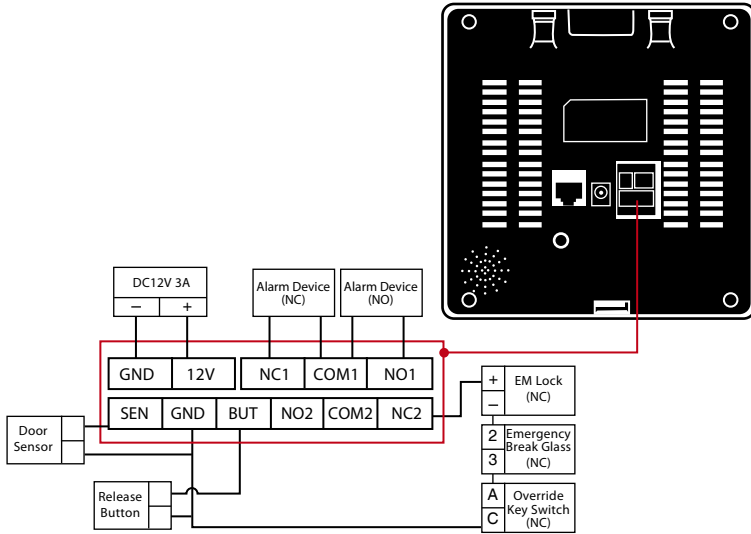 DC12V 3A
– +
Alarm Device
(NC)
Alarm Device
(NO)
GND 12V NC1 COM1 NO1
SEN GND BUT NO2 COM2 NC2
Door
Sensor
Release
Button
+
–
EM Lock
(NC)
2
3
Emergency
Break Glass
(NC)
A
C
Override
Key Switch
(NC)